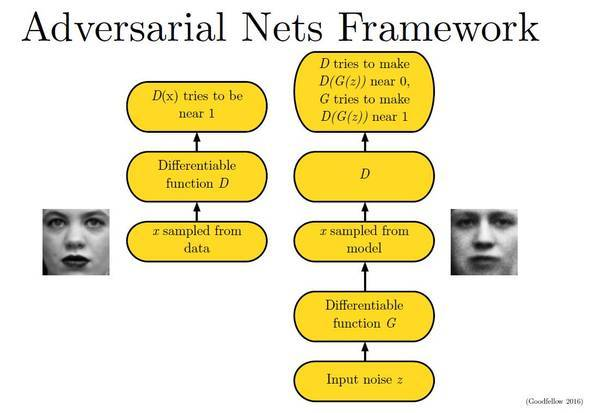 Adversarial Nets Framework
D(x) tries to be
near 1
Differentiable
function D
x sampled from
data
D tries to make
D(G(z)) near 0,
G tries to make
D(G(z)) near 1
D
x sampled from
model
Differentiable
function G
Input noise z
(Goodfellow 2016)